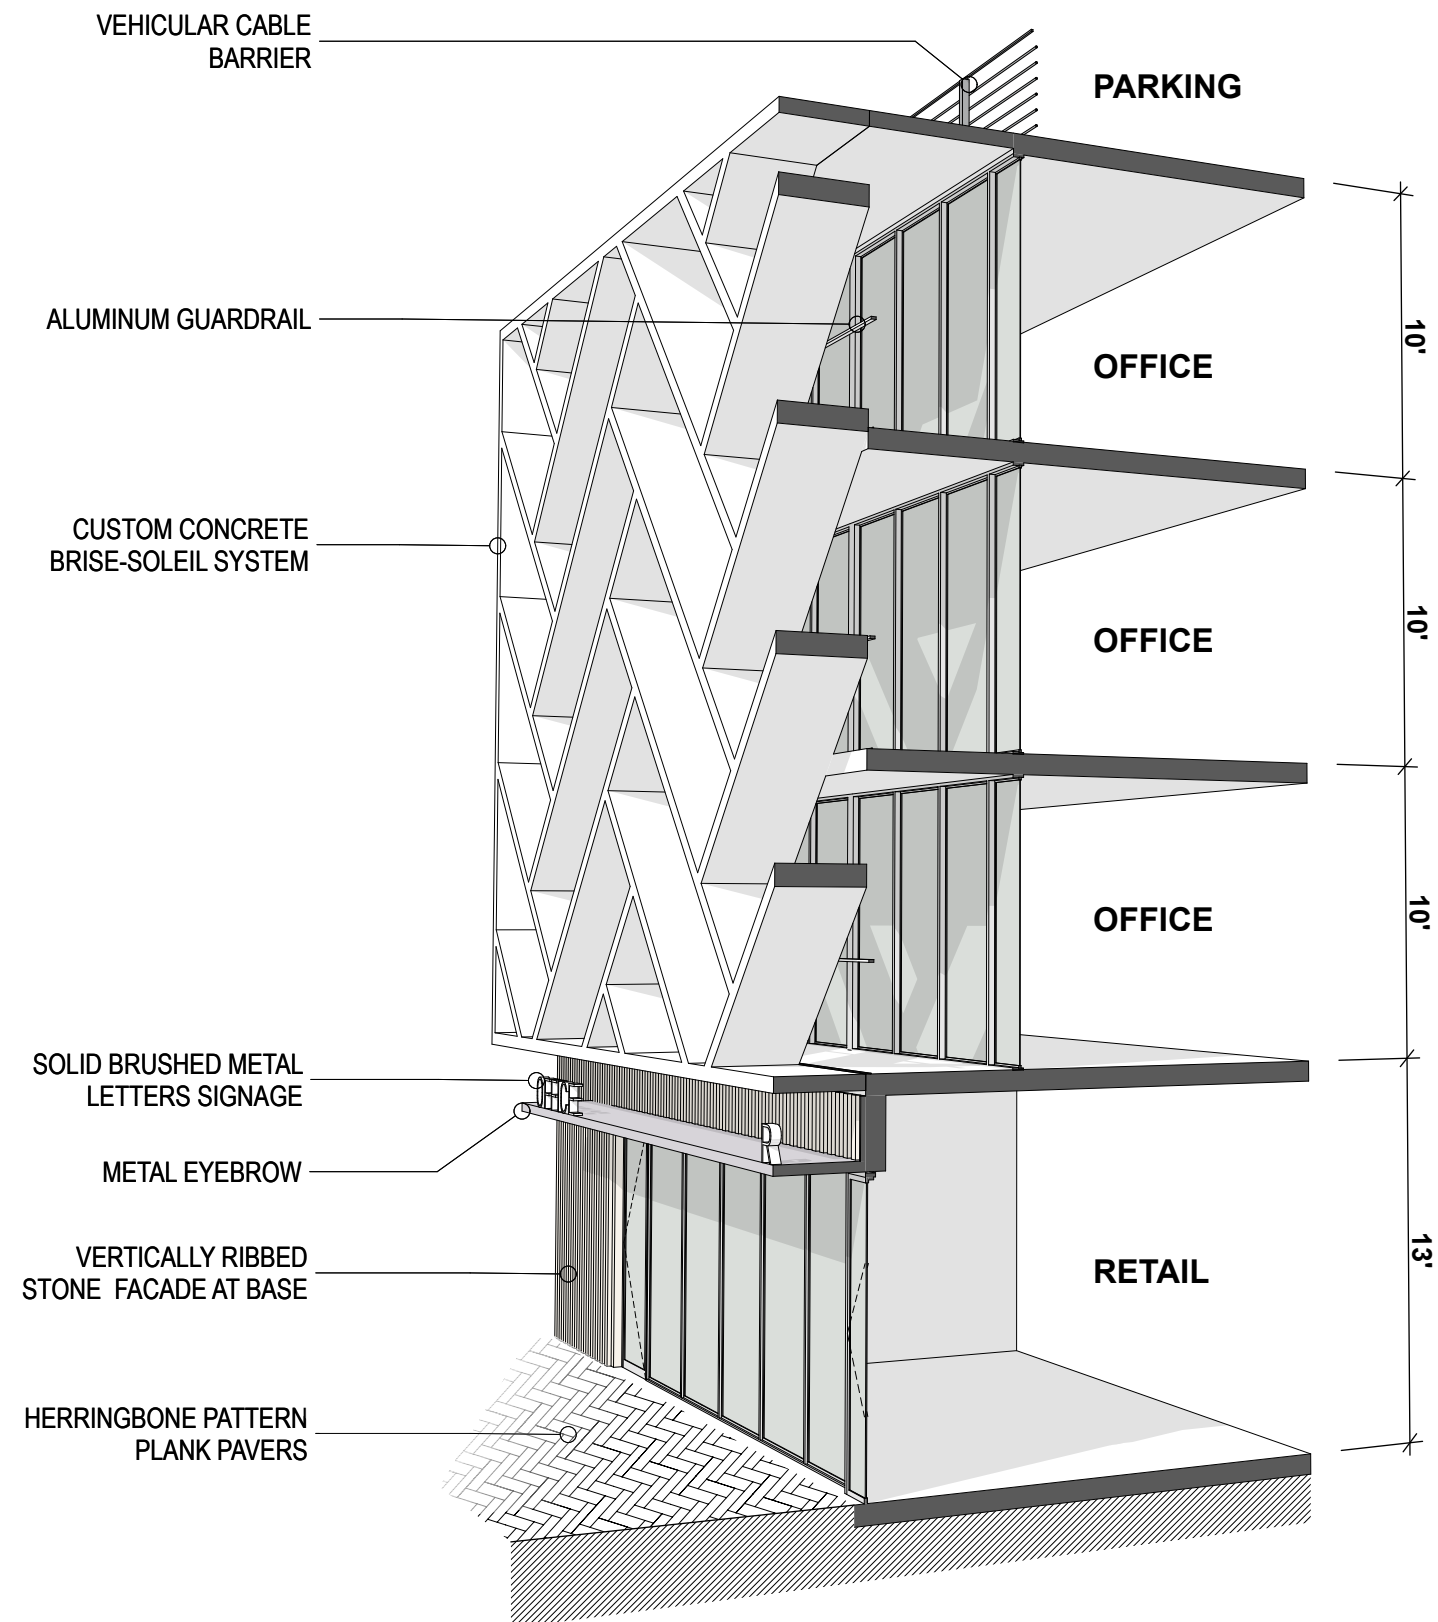 VEHICULAR CABLE
BARRIER
PARKING
ALUMINUM GUARDRAIL
10'
OFFICE
CUSTOM CONCRETE
BRISE-SOLEIL SYSTEM
10'
OFFICE
10'
OFFICE
SOLID BRUSHED METAL
LETTERS SIGNAGE
METAL EYEBROW
VERTICALLY RIBBED
STONE FACADE AT BASE
13'
RETAIL
HERRINGBONE PATTERN
PLANK PAVERS